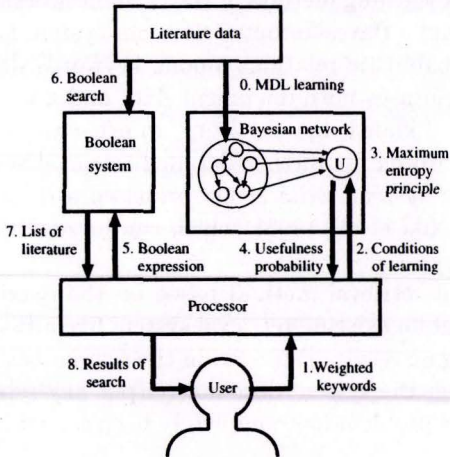 Literature data
6. Boolean
search
0. MDL learning
Boolean
system
Bayesian network
U
3. Maximum
entropy
principle
7. List of
literature
5. Boolean
expression
4. Usefulness
probability
2. Conditions
of learning
Processor
8. Results of
search
User
1.Weighted
keywords